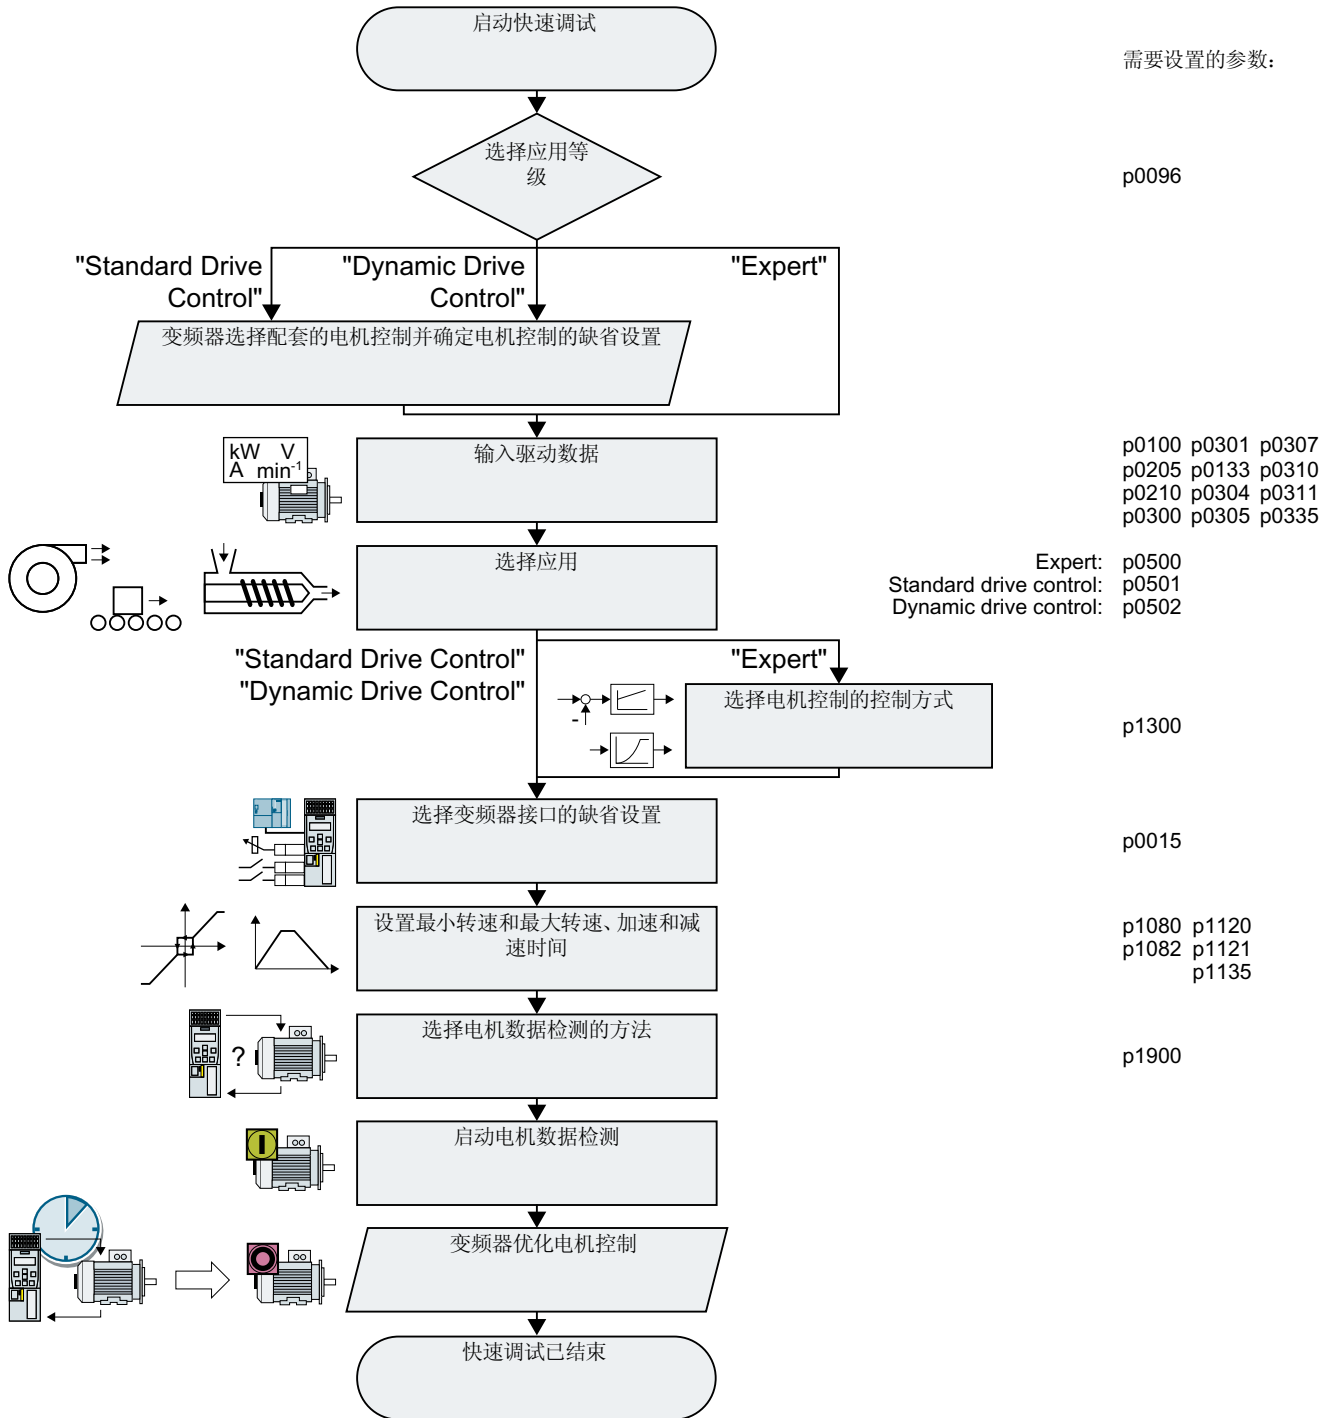 启动快速调试
需要设置的参数：
选择应用等
级
p0096
"Standard Drive
Control"
"Dynamic Drive
Control"
"Expert"
变频器选择配套的电机控制并确定电机控制的缺省设置
kW V
A min-1
输入驱动数据
p0100 p0301 p0307
p0205 p0133 p0310
p0210 p0304 p0311
p0300 p0305 p0335
选择应用
Expert: p0500
Standard drive control: p0501
Dynamic drive control: p0502
"Standard Drive Control"
"Dynamic Drive Control"
"Expert"
选择电机控制的控制方式
-
p1300
选择变频器接口的缺省设置
p0015
设置最小转速和最大转速、加速和减
速时间
p1080 p1120
p1082 p1121
p1135
选择电机数据检测的方法
?
p1900
启动电机数据检测
变频器优化电机控制
快速调试已结束